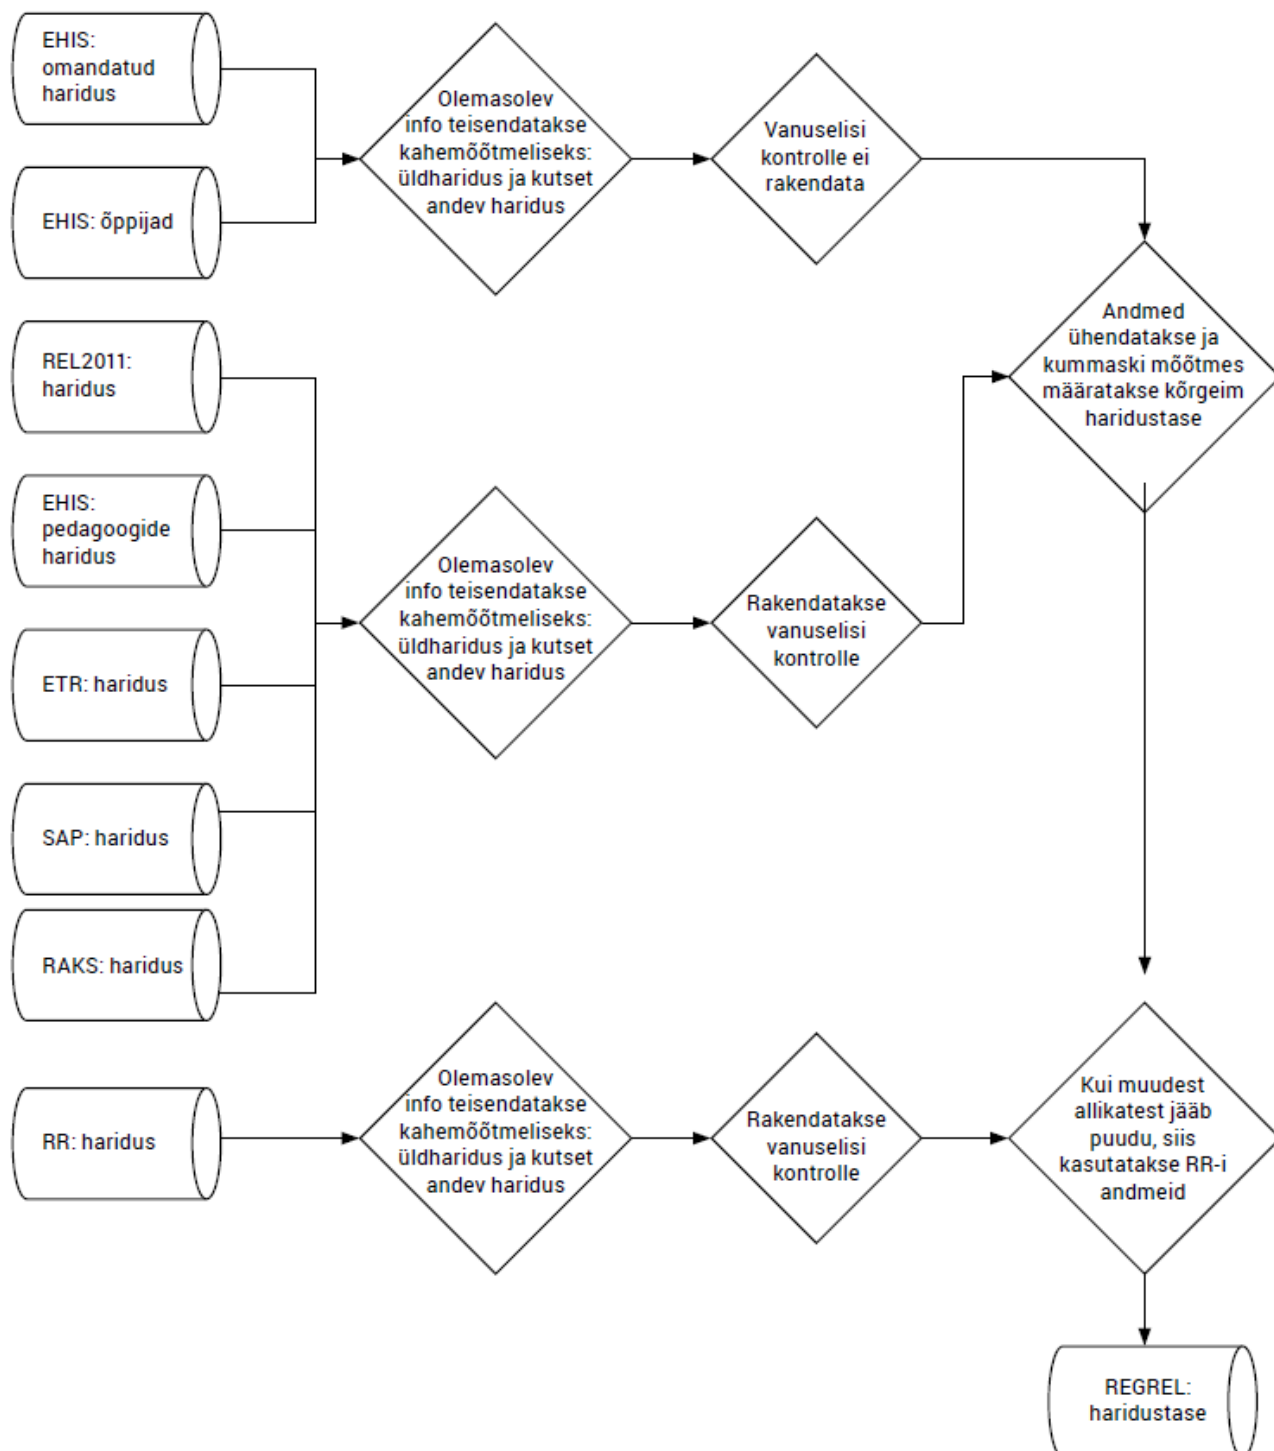 EHIS:
omandatud
haridus
EHIS: õppijad
Olemasolev
info teisendatakse
kahemõõtmeliseks:
üldharidus ja kutset
andev haridus
Vanuselisi
kontrolle ei
rakendata
Andmed
ühendatakse ja
kummaski mõõtmes
määratakse kõrgeim
haridustase
REL2011:
haridus
EHIS:
pedagoogide
haridus
ETR: haridus
SAP: haridus
RAKS: haridus
Olemasolev
info teisendatakse
kahemõõtmeliseks:
üldharidus ja kutset
andev haridus
Rakendatakse
vanuselisi
kontrolle
RR: haridus
Olemasolev
info teisendatakse
kahemõõtmeliseks:
üldharidus ja kutset
andev haridus
Rakendatakse
vanuselisi
kontrolle
Kui muudest
allikatest jääb
puudu, siis
kasutatakse RR-i
andmeid
REGREL:
haridustase